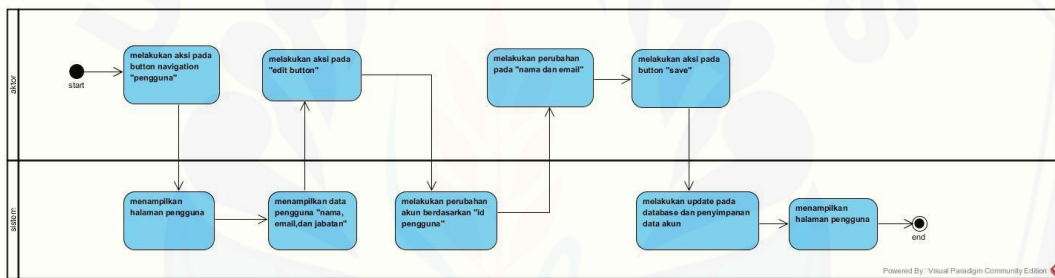 aktor
start
melakukan aksi pada
button navigation
"pengguna"
melakukan aksi pada
"edit button"
melakukan perubahan
pada "nama dan email"
melakukan aksi pada
button "save"
sistem
menampilkan
halaman pengguna
menampilkan data
pengguna "nama,
email,dan jabatan"
melakukan perubahan
akun berdasarkan "id
pengguna"
melakukan update pada
database dan penyimpanan
data akun
menampilkan
halaman pengguna
end
Powered By Visual Paradigm Community Edition